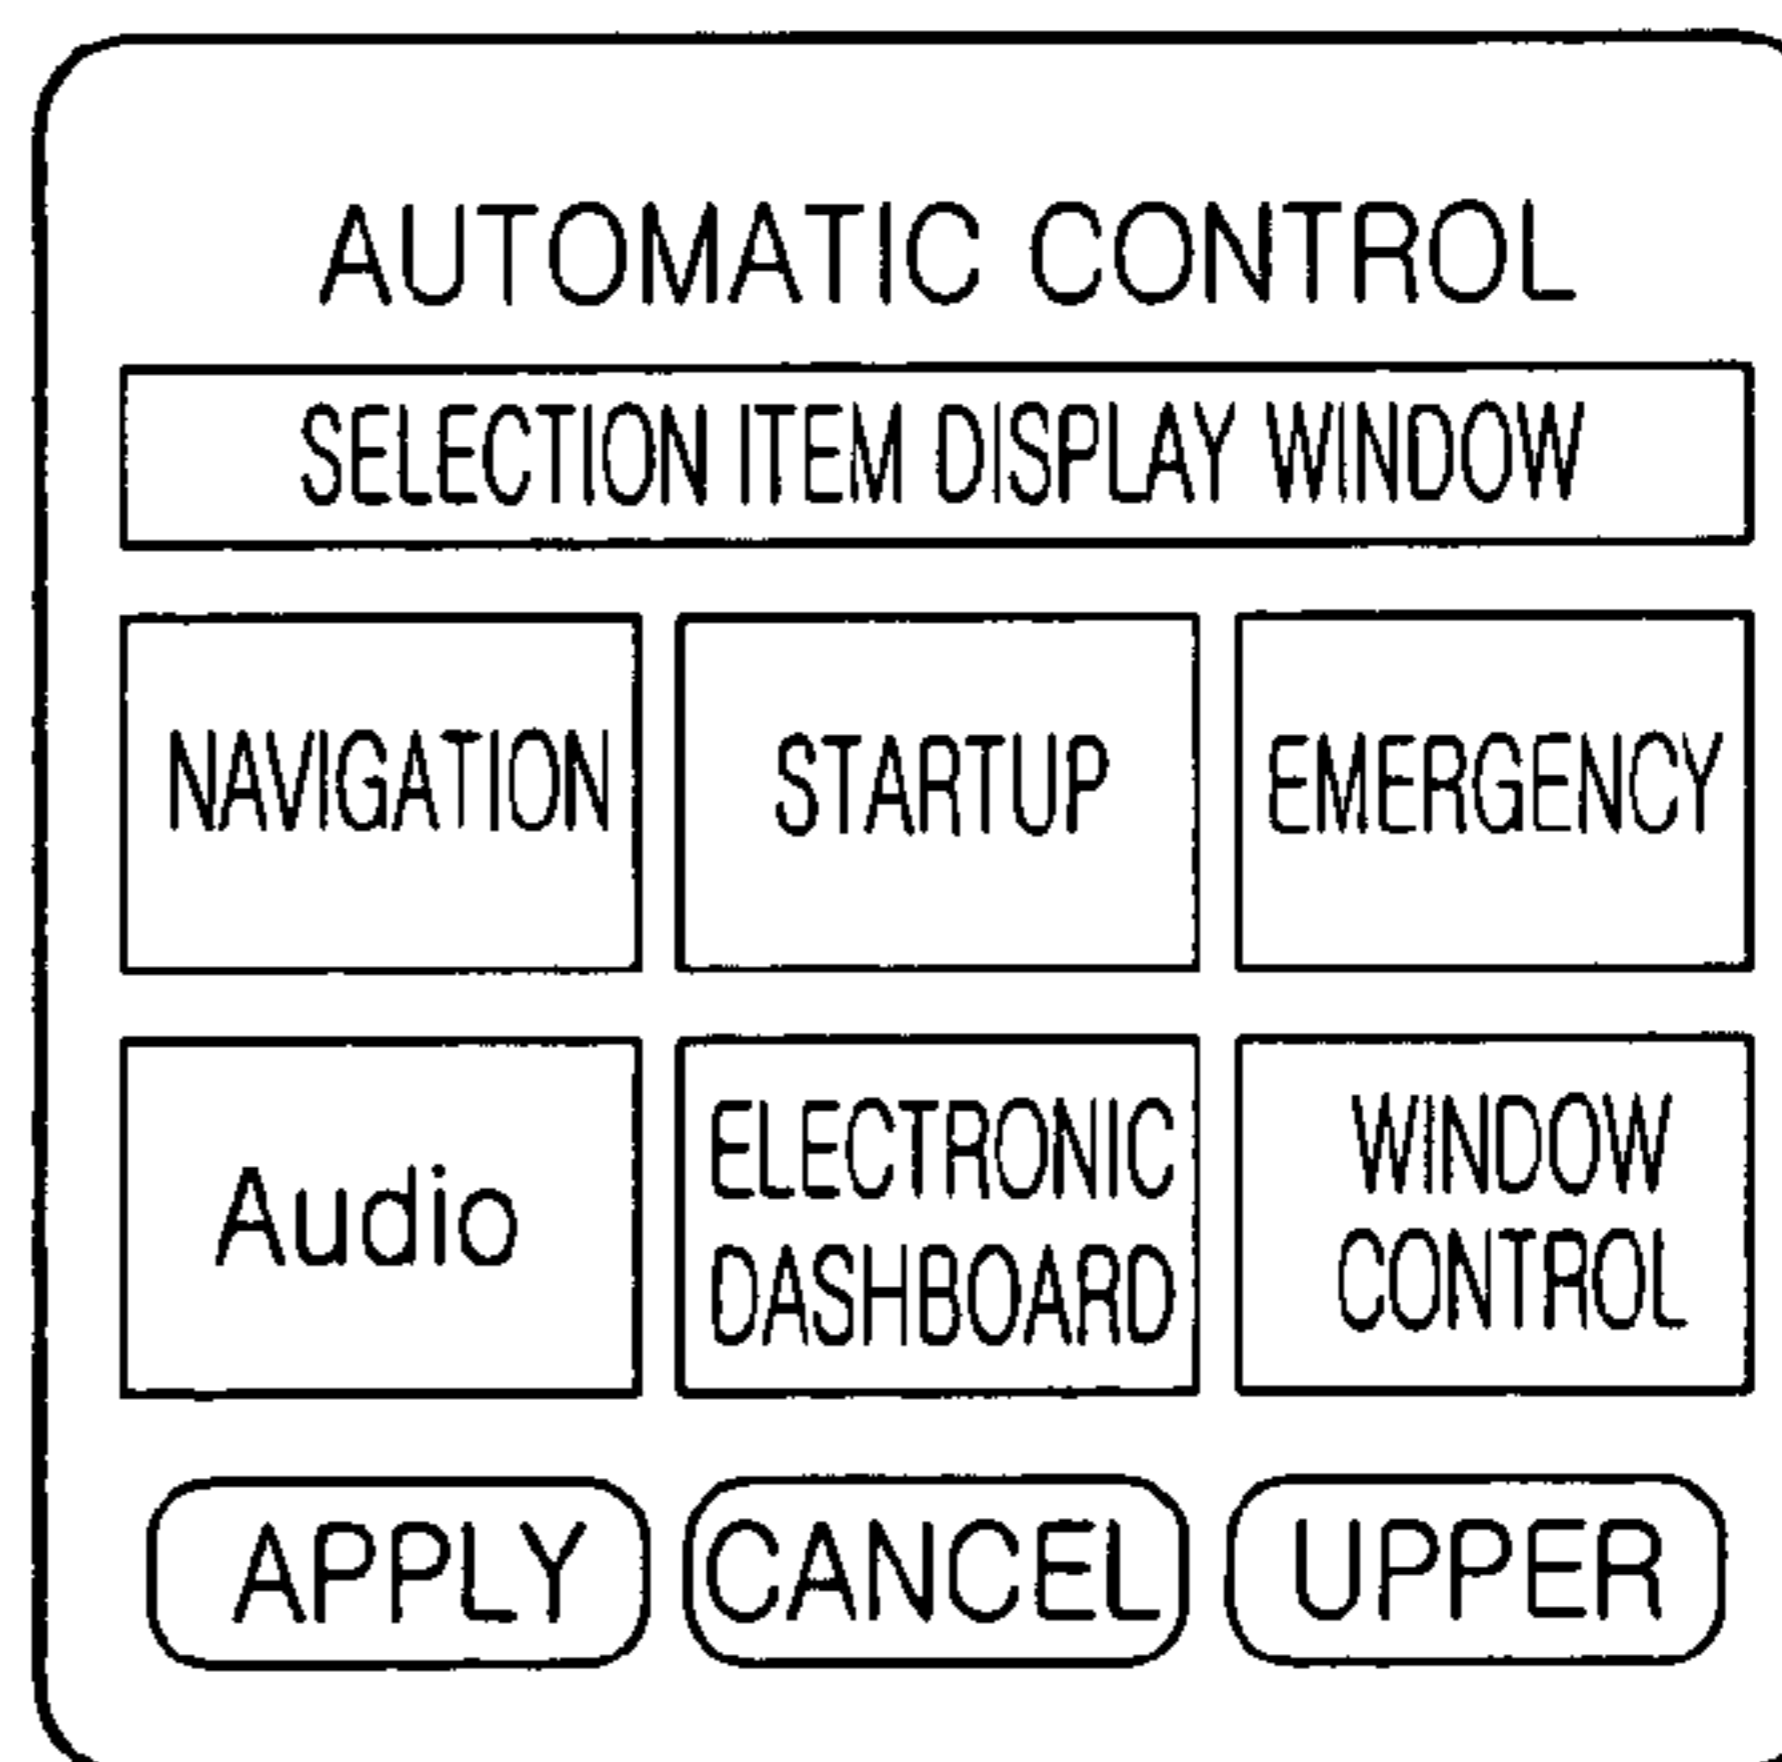 AUTOMATIC CONTROL
SELECTION ITEM DISPLAY WINDOW
NAVIGATION
STARTUP
EMERGENCY
Audio
ELECTRONIC
DASHBOARD
WINDOW
CONTROL
APPLY
CANCEL
UPPER